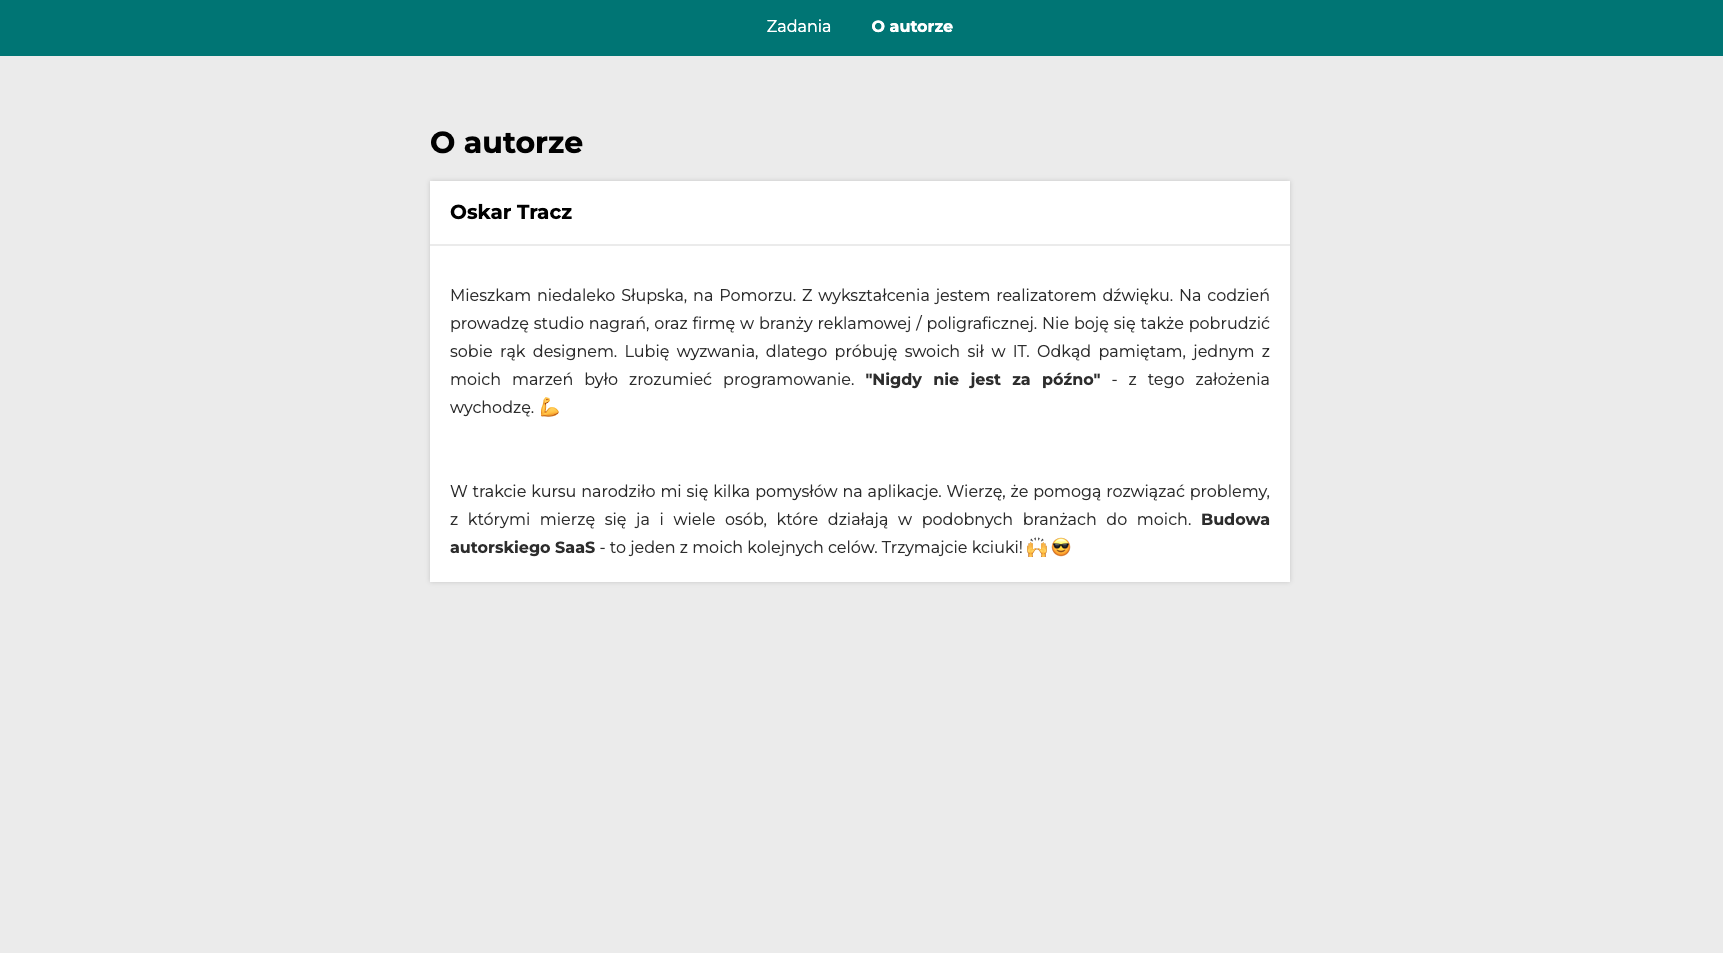 Zadania O autorze
O autorze
Oskar Tracz
Mieszkam niedaleko Słupska, na Pomorzu. Z wykształcenia jestem realizatorem dźwięku. Na codzień
prowadzę studio nagrań, oraz firmę w branży reklamowej / poligraficznej. Nie boję się także pobrudzić
sobie rąk designem. Lubię wyzwania, dlatego próbuję swoich sił w IT. Odkąd pamiętam, jednym z
moich marzeń było zrozumieć programowanie. "Nigdy nie jest za późno" - z tego założenia
wychodzę. 💪
W trakcie kursu narodziło mi się kilka pomysłów na aplikacje. Wierzę, że pomogą rozwiązać problemy,
z którymi mierzę się ja i wiele osób, które działają w podobnych branżach do moich. Budowa
autorskiego SaaS - to jeden z moich kolejnych celów. Trzymajcie kciuki! 🙌 😎